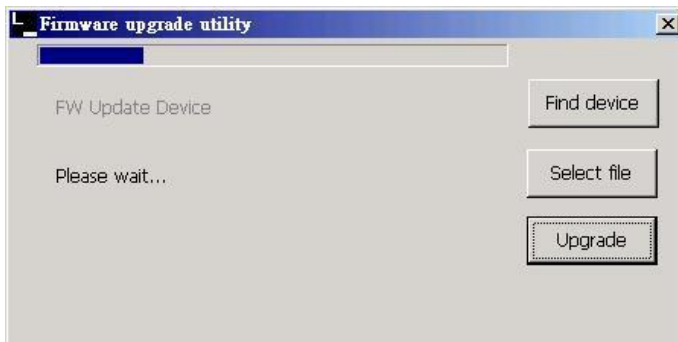 Firmware upgrade utility
FW Update Device
Find device
Please wait...
Select file
Upgrade